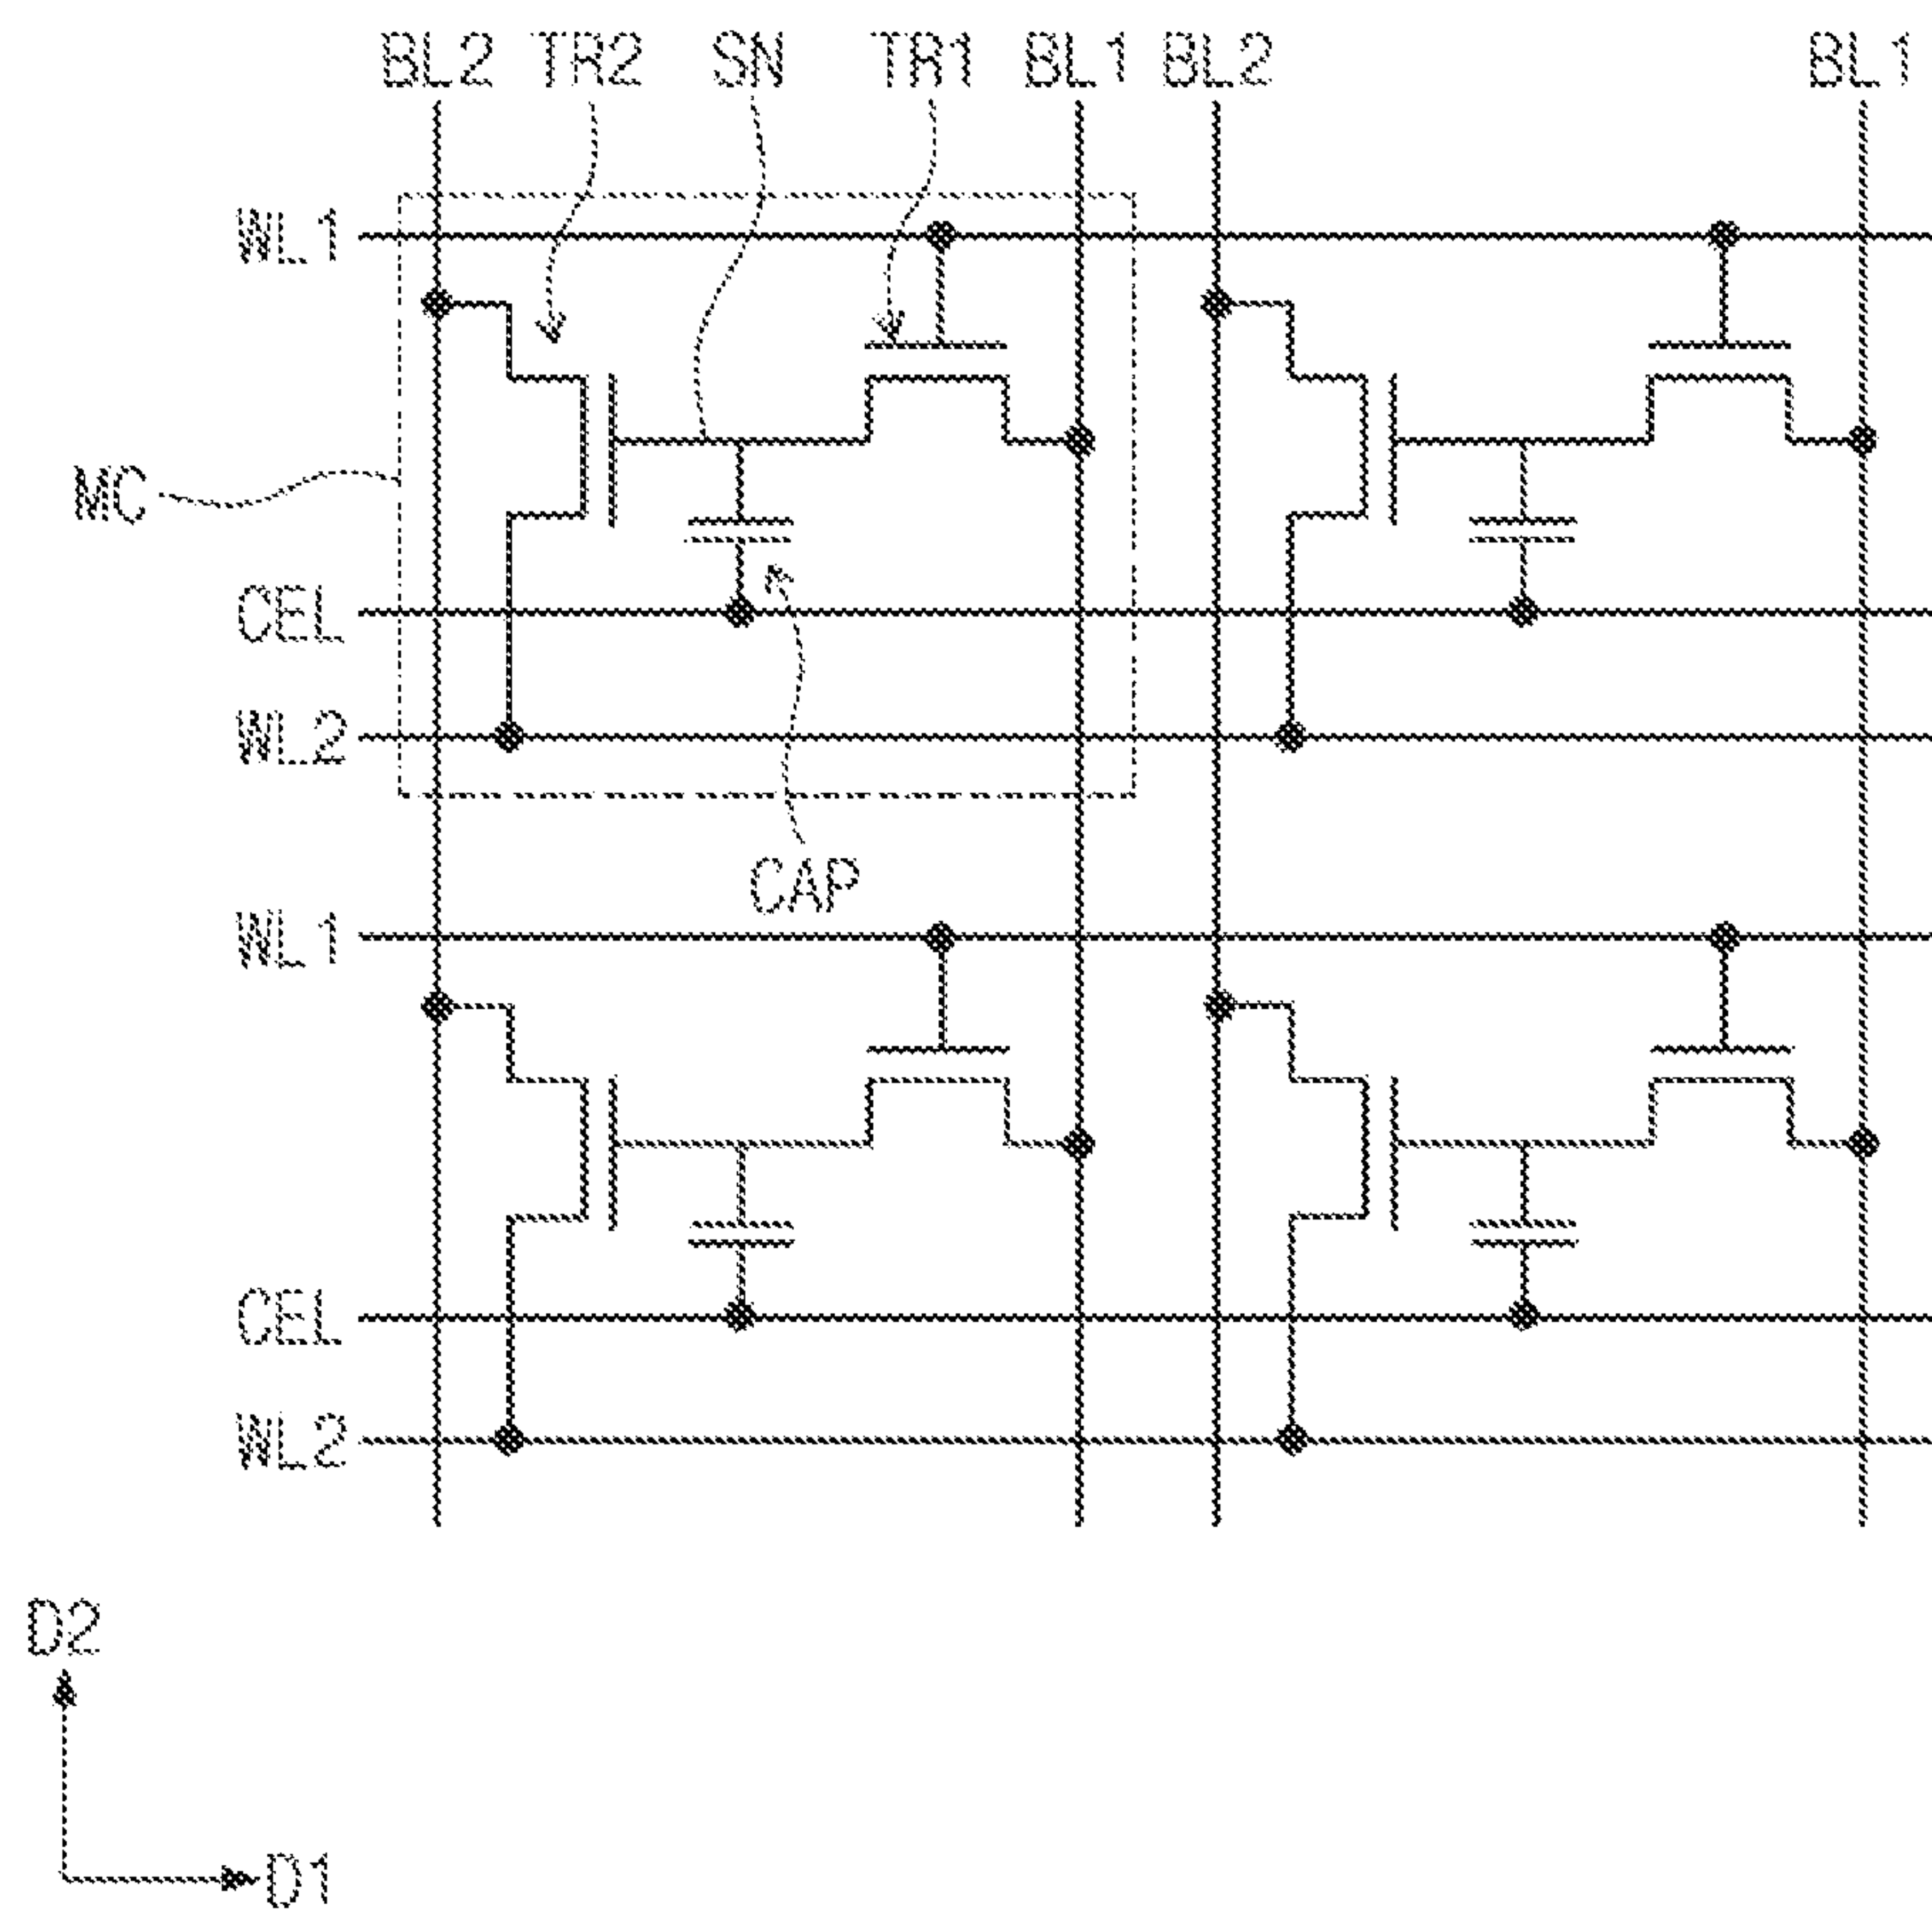 BL2 TR2 SN TR1 BL1 BL2 BL1
WL1
MC
CEL
WL2
CAP
WL1
CEL
WL2
D2
D1